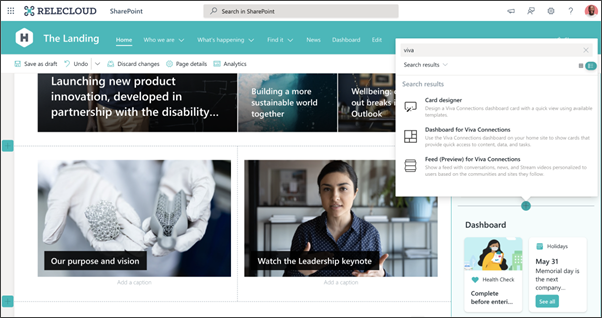 RELECLOUD
SharePoint
Search in SharePoint
The Landing
Home
Who we are
What's happening
Find it
News
Dashboard
Edit
Save as draft
Undo
Discard changes
Page details
Analytics
viva
Search results
Search results
Card designer
Design a Viva Connections dashboard card with a quick view using available
templates.
Dashboard for Viva Connections
Use the Viva Connections dashboard on your home site to show cards that
provide quick access to content, data, and tasks.
Feed (Preview) for Viva Connections
Show a feed with conversations, news, and Stream videos personalized to
users based on the communities and sites they follow.
Launching new product
innovation, developed in
partnership with the disability...
Building a more
sustainable world
together
Wellbeing:
out breaks i
Outlook
Our purpose and vision
Add a caption
Watch the Leadership keynote
Add a caption
Dashboard
Health Check
Complete
before enteri...
Holidays
May 31
Memorial day is
the next
company...
See all